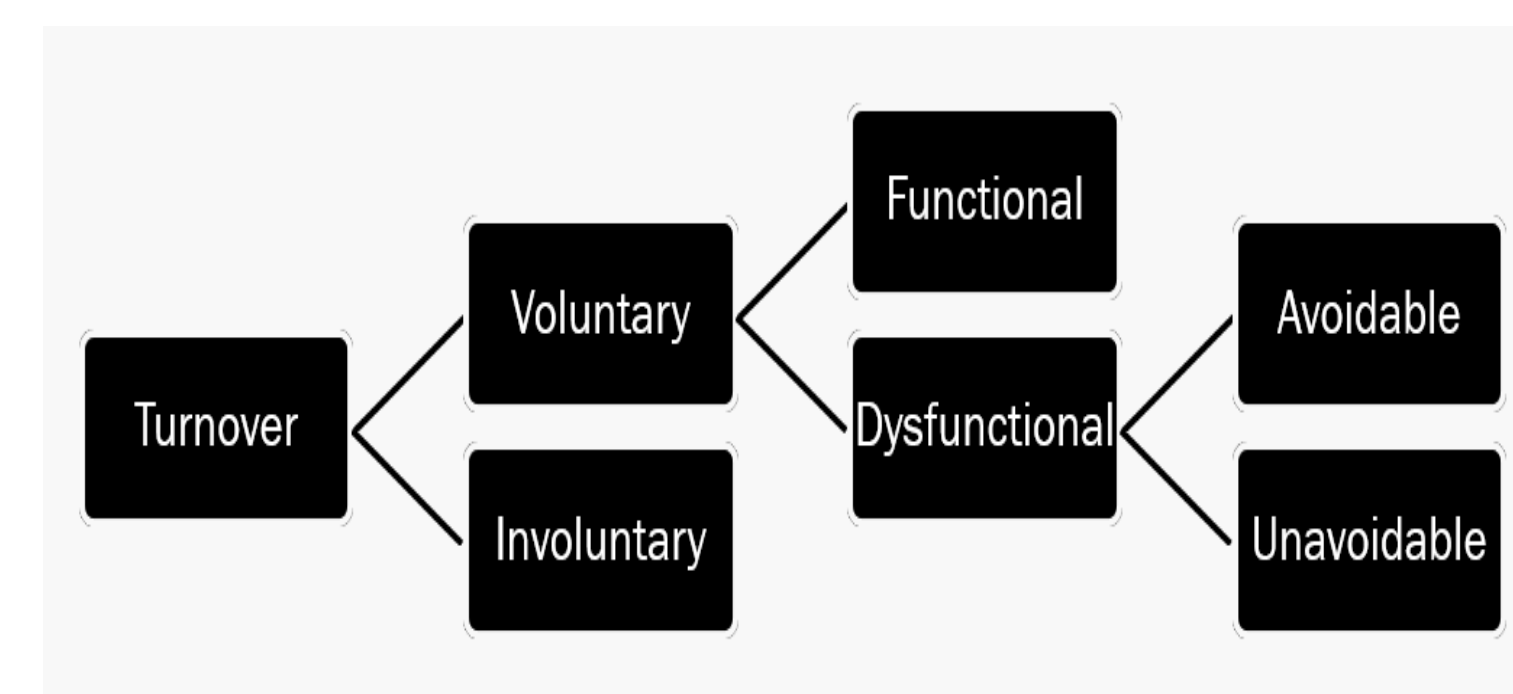 Turnover
Voluntary
Involuntary
Functional
Dysfunctional
Avoidable
Unavoidable